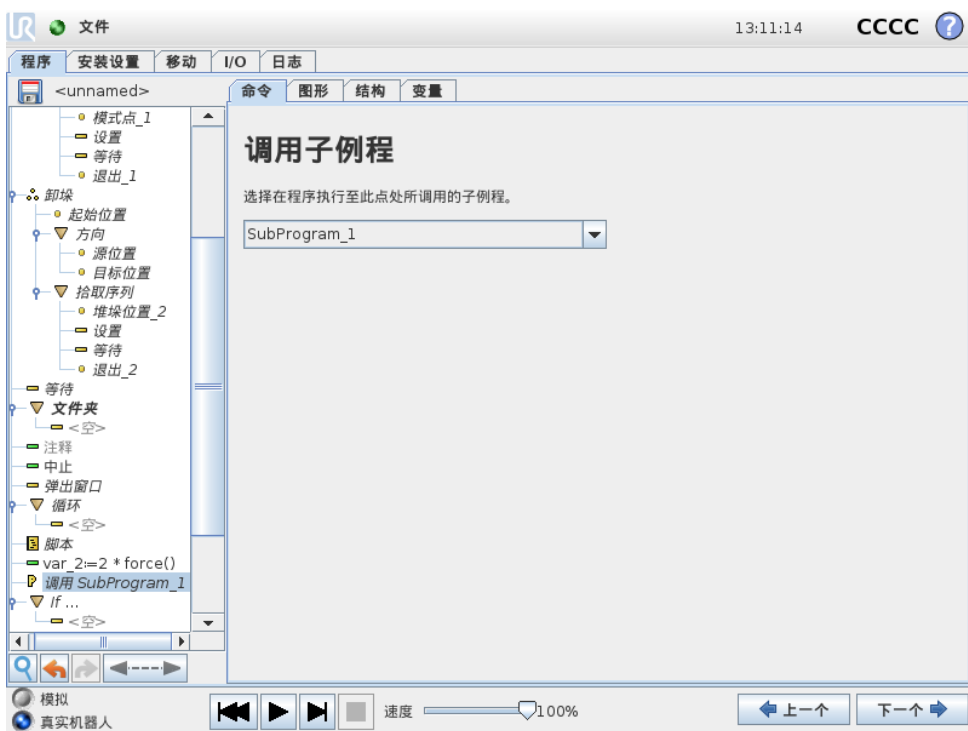 文件
13:11:14
CCCC
?
程序 安装设置 移动 I/O 日志
<unnamed>
命令 图形 结构 变量
模式点_1
设置
等待
退出_1
卸垛
起始位置
方向
源位置
目标位置
拾取序列
堆垛位置_2
设置
等待
退出_2
等待
文件夹
<空>
注释
中止
弹出窗口
循环
<空>
脚本
var_2:=2 * force()
调用 SubProgram_1
If ...
<空>
调用子例程
选择在程序执行至此点处所调用的子例程。
SubProgram_1
模拟
真实机器人
速度 100%
上一个
下一个